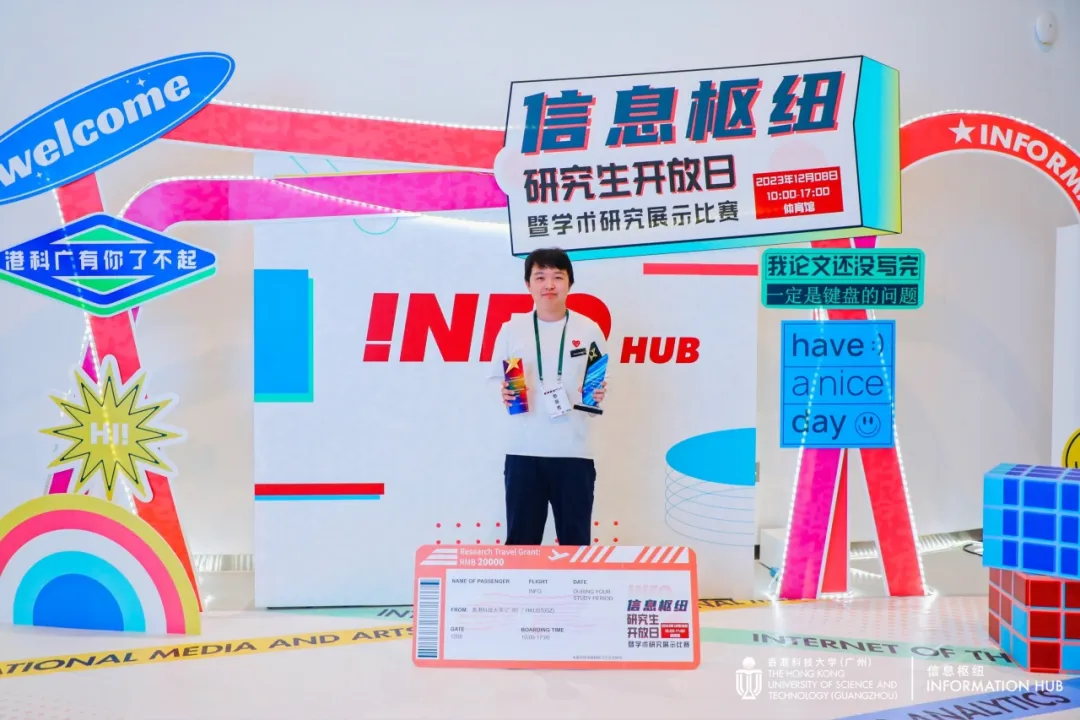 welcome
信息枢纽
研究生开放日
暨学术研究展示比赛
2023年12月08日
10:00-17:00
体育馆
★INFORM
港科广有你了不起
我论文还没写完
一定是键盘的问题
HUB
have :)
a nice
day
HI!
Research Travel Grant:
RMB 20000
NAME OF PASSENGER
FLIGHT
DATE
INFO
DURING YOUR
STUDY PERIOD
FROM
GATE
BOARDING TIME
INFO
信息枢纽
研究生
开放日
暨学术研究展示比赛
INT
ATIONAL MEDIA AND ARTS
INTERNET OF TH
ANALYTICS
香港科技大学(广州)
THE HONG KONG
UNIVERSITY OF SCIENCE AND
TECHNOLOGY (GUANGZHOU)
信息枢纽
INFORMATION HUB